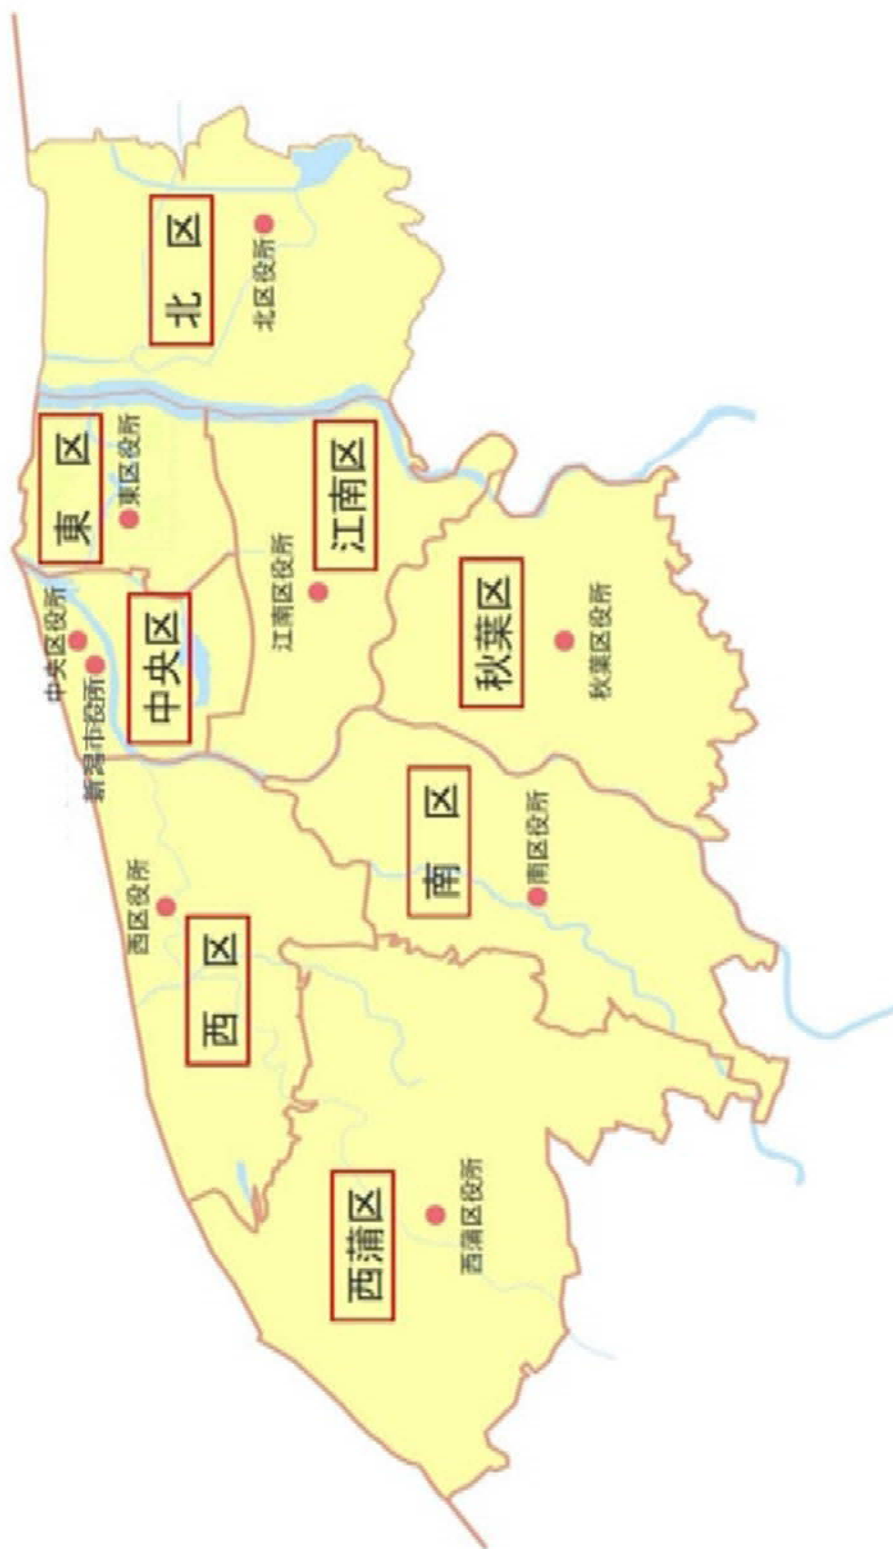 北 区
北区役所
東 区
東区役所
中央区役所
新潟市役所
中央区
江南区
江南区役所
秋葉区
秋葉区役所
南 区
南区役所
西区役所
西 区
西蒲区
西蒲区役所